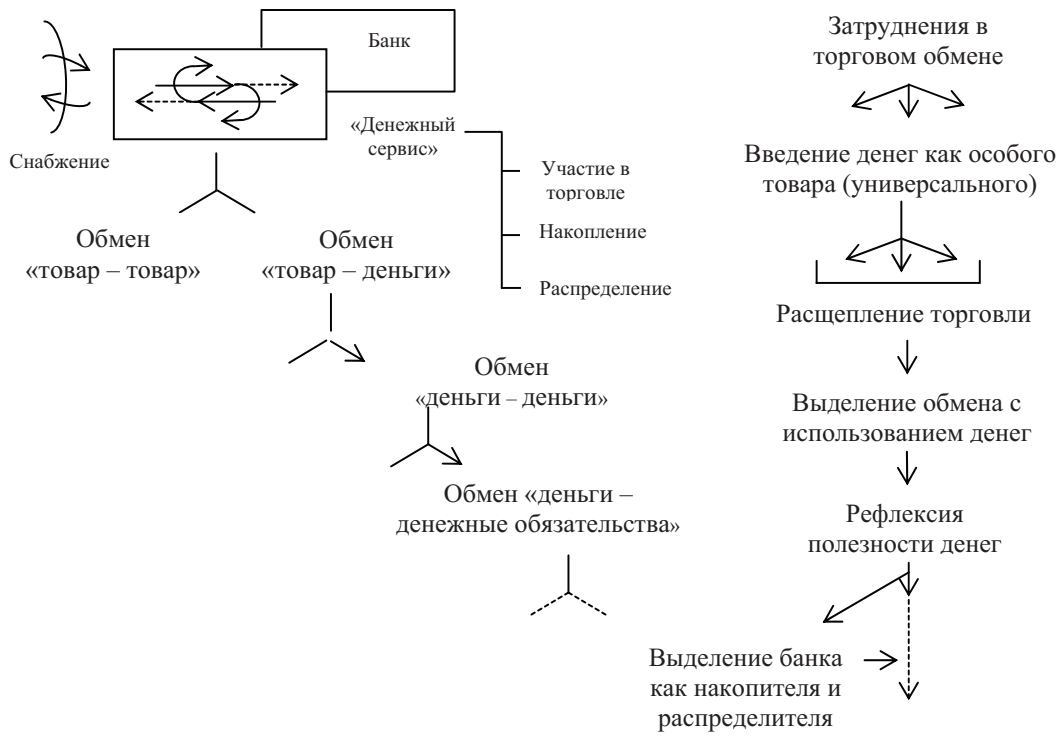 Банк
«Денежный
сервис»
Снабжение
Участие в
торговле
Накопление
Распределение
Обмен
«товар – товар»
Обмен
«товар – деньги»
Обмен
«деньги – деньги»
Обмен «деньги –
денежные обязательства»
Затруднения в
торговом обмене
Введение денег как особого
товара (универсального)
Расщепление торговли
Выделение обмена с
использованием денег
Рефлексия
полезности денег
Выделение банка
как накопителя и
распределителя